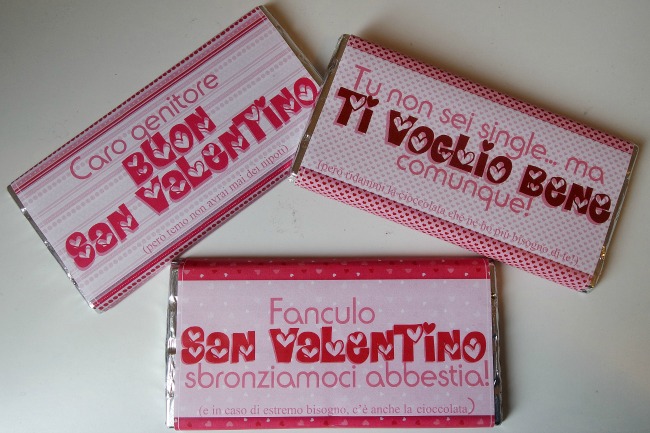 Caro genitore
BUON
SAN VALENTINO
(però temo non avrai mai dei nipoti)
Tu non sei single... ma
TI VOGLIO BENE
comunque!
(però ridammi la cioccolata che ne ho più bisogno di te!)
Fanculo
SAN VALENTINO
sbronziamoci abbestia!
(e in caso di estremo bisogno, c'è anche la cioccolata)